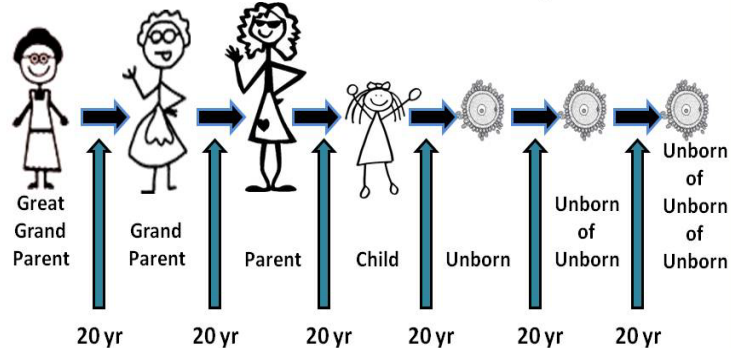 Great
Grand
Parent
Grand
Parent
Parent
Child
Unborn
Unborn
of
Unborn
Unborn
of
Unborn
of
Unborn
20 yr
20 yr
20 yr
20 yr
20 yr
20 yr